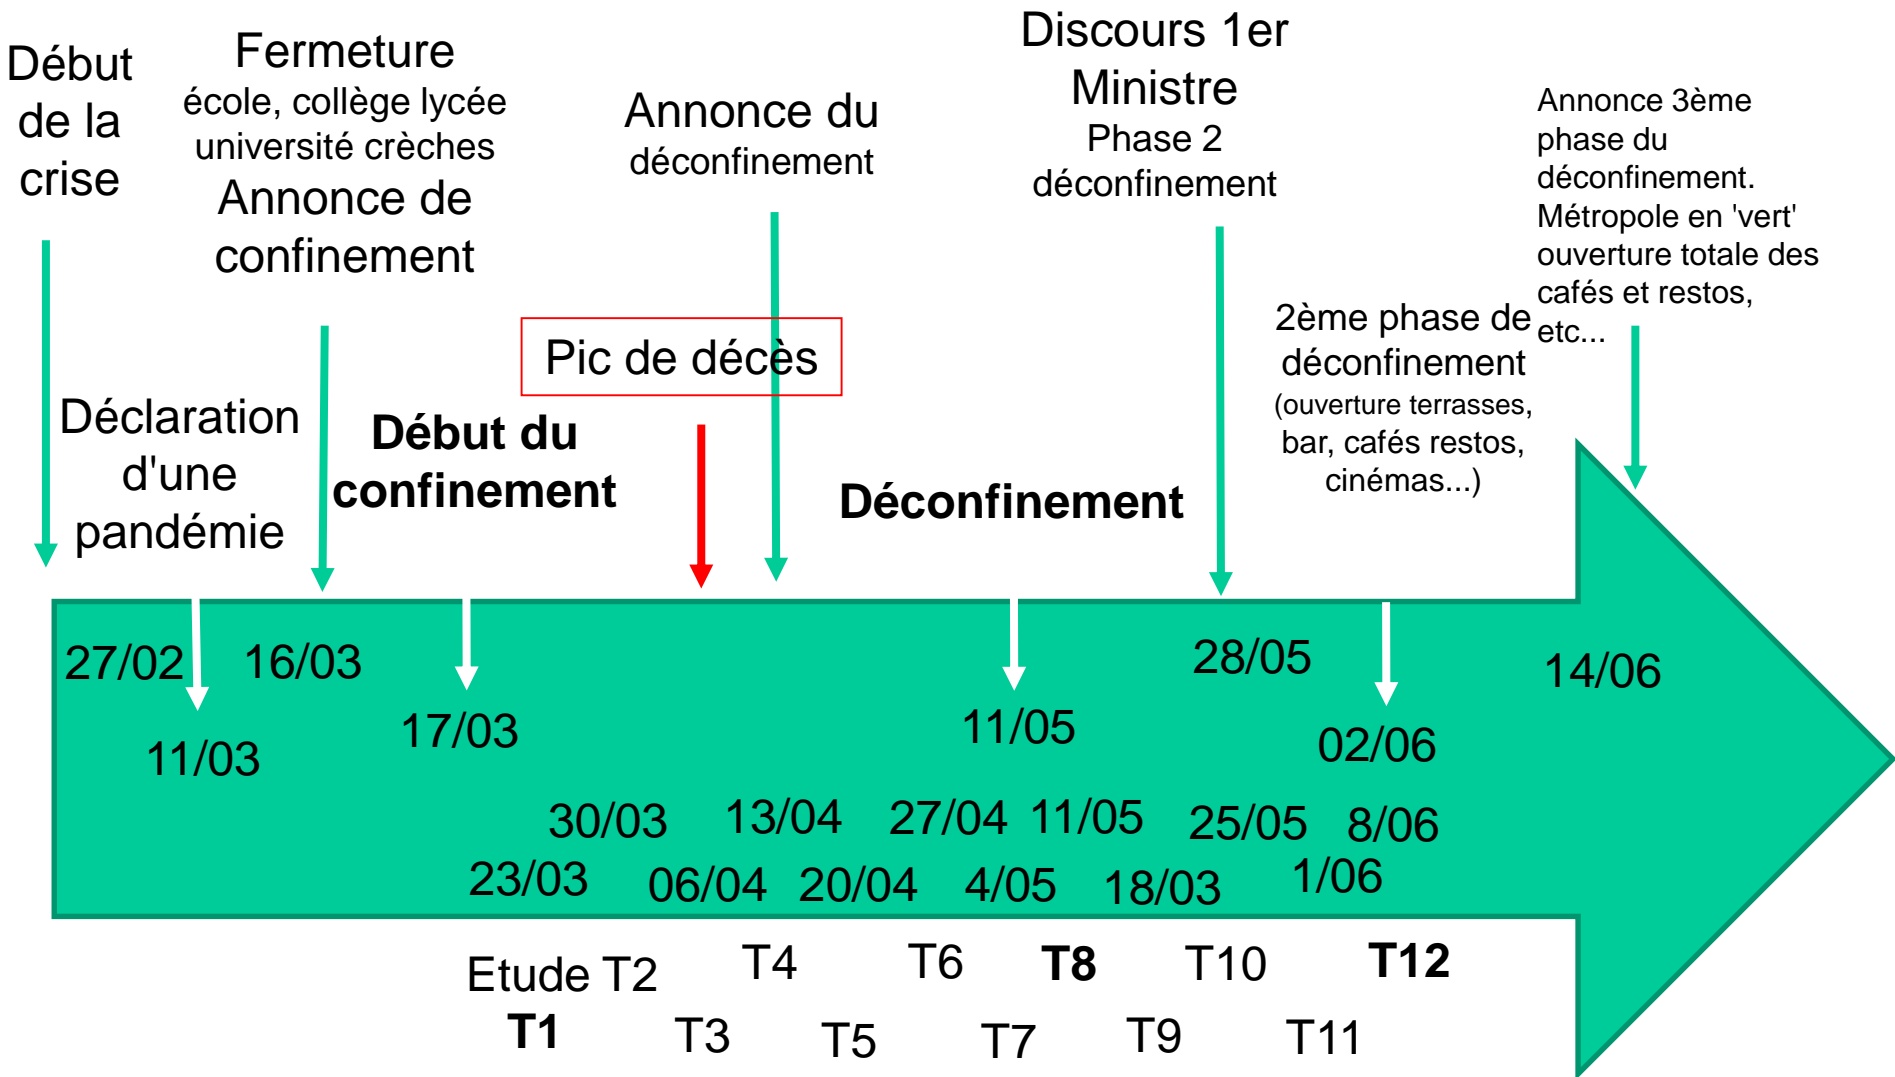 Début
de la
crise
Fermeture
école, collège lycée
université crèches
Annonce de
confinement
Annonce du
déconfinement
Discours 1er
Ministre
Phase 2
déconfinement
Annonce 3ème
phase du
déconfinement.
Métropole en 'vert'
ouverture totale des
cafés et restos,
etc...
Déclaration
d'une
pandémie
Début du
confinement
Pic de décès
Déconfinement
2ème phase de
déconfinement
(ouverture terrasses,
bar, cafés restos,
cinémas...)
27/02
16/03
28/05
14/06
11/03
17/03
11/05
02/06
30/03
13/04
27/04
11/05
25/05
8/06
23/03
06/04
20/04
4/05
18/03
1/06
Etude T2
T4
T6
T8
T10
T12
T1
T3
T5
T7
T9
T11